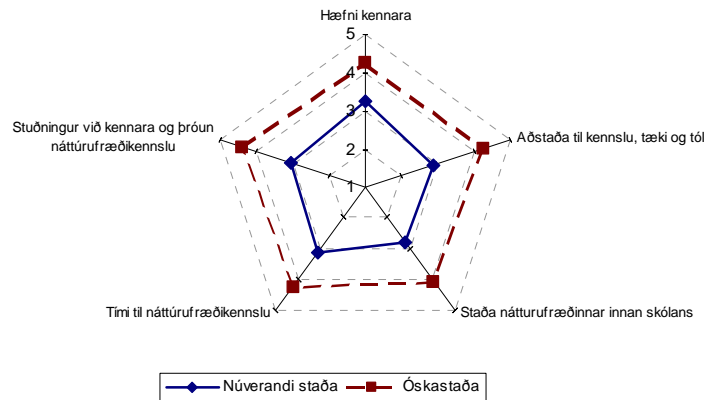 Hæfni kennara
5
4
3
2
1
Aðstaða til kennslu, tæki og tól
Staða nátturufræðinnar innan skólans
Tími til náttúrufræðikennslu
Stuðningur við kennara og þróun
náttúrufræðikennslu
Núverandi staða
Óskastaða